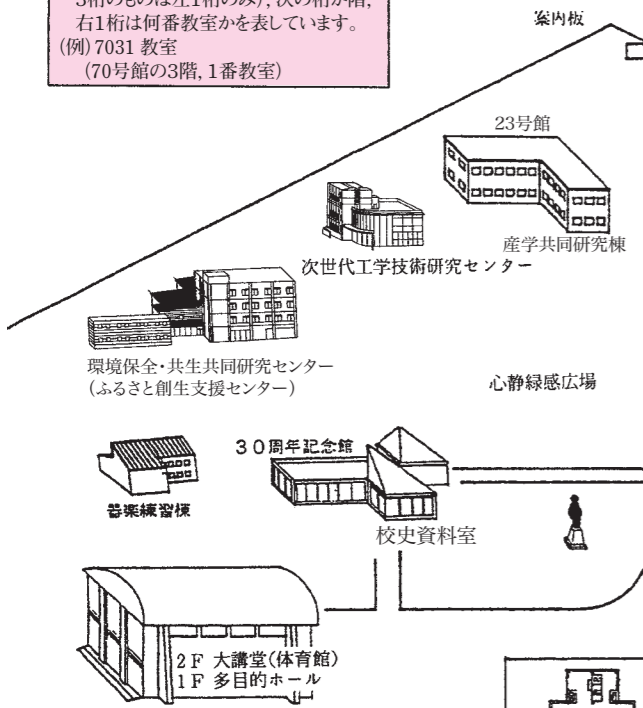 3桁のものは左1桁のみ), 次の桁が階,
右1桁は何番教室かを表しています。
(例) 7031 教室
(70号館の3階, 1番教室)
案内板
23号館
産学共同研究棟
次世代工学技術研究センター
環境保全・共生共同研究センター
(ふるさと創生支援センター)
心静緑感広場
30周年記念館
器楽練習棟
校史資料室
2F 大講堂(体育館)
1F 多目的ホール